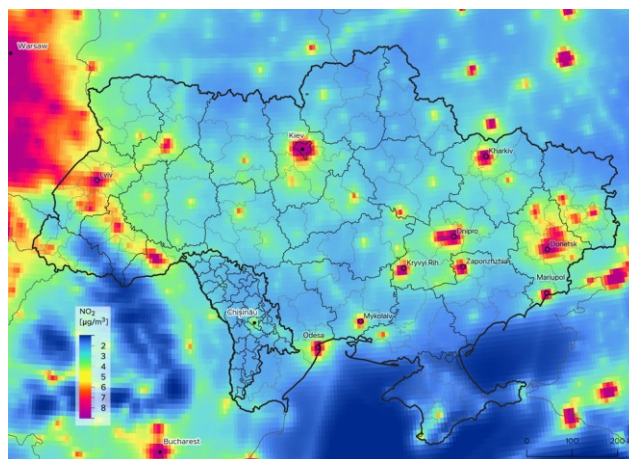 Warsaw
Kiev
Kharkiv
Lviv
Dnipro
Donetsk
Kryvyi Rih
Zaporizhzhia
Mariupol
NO₂
[µg/m³]
Chișinău
Mykolaiv
2
3
4
5
6
7
8
Odesa
Bucharest
0 100 200